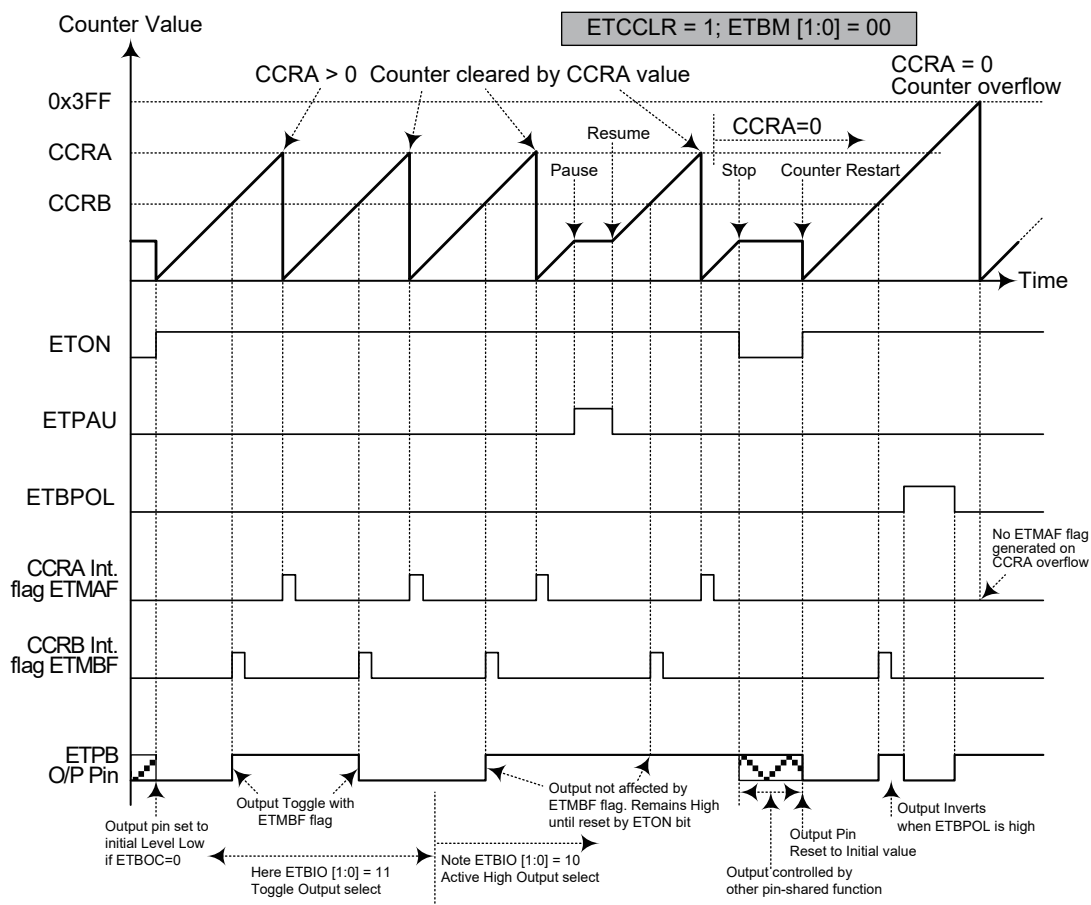 Counter Value
ETCCLR = 1; ETBM [1:0] = 00
CCRA > 0 Counter cleared by CCRA value
CCRA = 0
Counter overflow
0x3FF
CCRA
CCRB
Resume
CCRA=0
Pause
Stop
Counter Restart
Time
ETON
ETPAU
ETBPOL
No ETMAF flag
generated on
CCRA overflow
CCRA Int.
flag ETMAF
CCRB Int.
flag ETMBF
ETPB
O/P Pin
Output pin set to
initial Level Low
if ETBOC=0
Output Toggle with
ETMBF flag
Here ETBIO [1:0] = 11
Toggle Output select
Note ETBIO [1:0] = 10
Active High Output select
Output not affected by
ETMBF flag. Remains High
until reset by ETON bit
Output controlled by
other pin-shared function
Output Pin
Reset to Initial value
Output Inverts
when ETBPOL is high